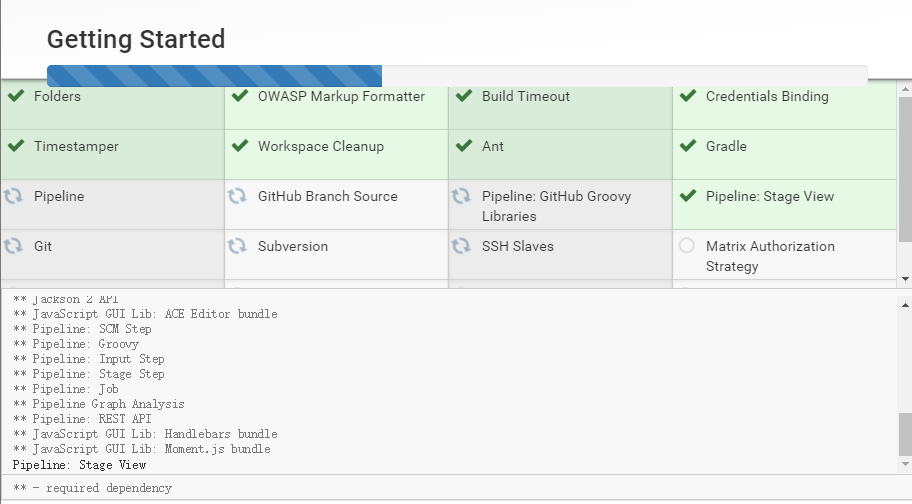 Getting Started
Folders
OWASP Markup Formatter
Build Timeout
Credentials Binding
Timestamper
Workspace Cleanup
Ant
Gradle
Pipeline
GitHub Branch Source
Pipeline: GitHub Groovy
Libraries
Pipeline: Stage View
Git
Subversion
SSH Slaves
Matrix Authorization
Strategy
** Jackson 2 API
** JavaScript GUI Lib: ACE Editor bundle
** Pipeline: SCM Step
** Pipeline: Groovy
** Pipeline: Input Step
** Pipeline: Stage Step
** Pipeline: Job
** Pipeline Graph Analysis
** Pipeline: REST API
** JavaScript GUI Lib: Handlebars bundle
** JavaScript GUI Lib: Moment.js bundle
Pipeline: Stage View
** - required dependency